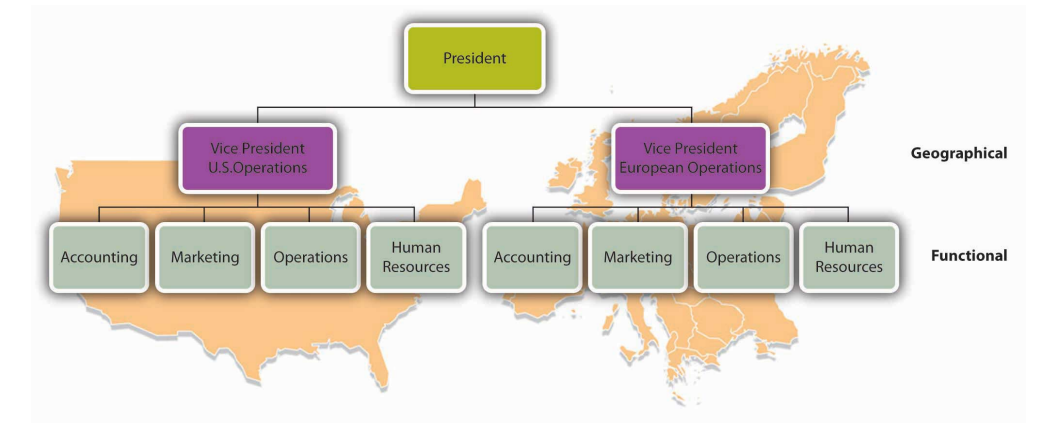 President
Vice President
U.S.Operations
Vice President
European Operations
Geographical
Accounting
Marketing
Operations
Human
Resources
Accounting
Marketing
Operations
Human
Resources
Functional